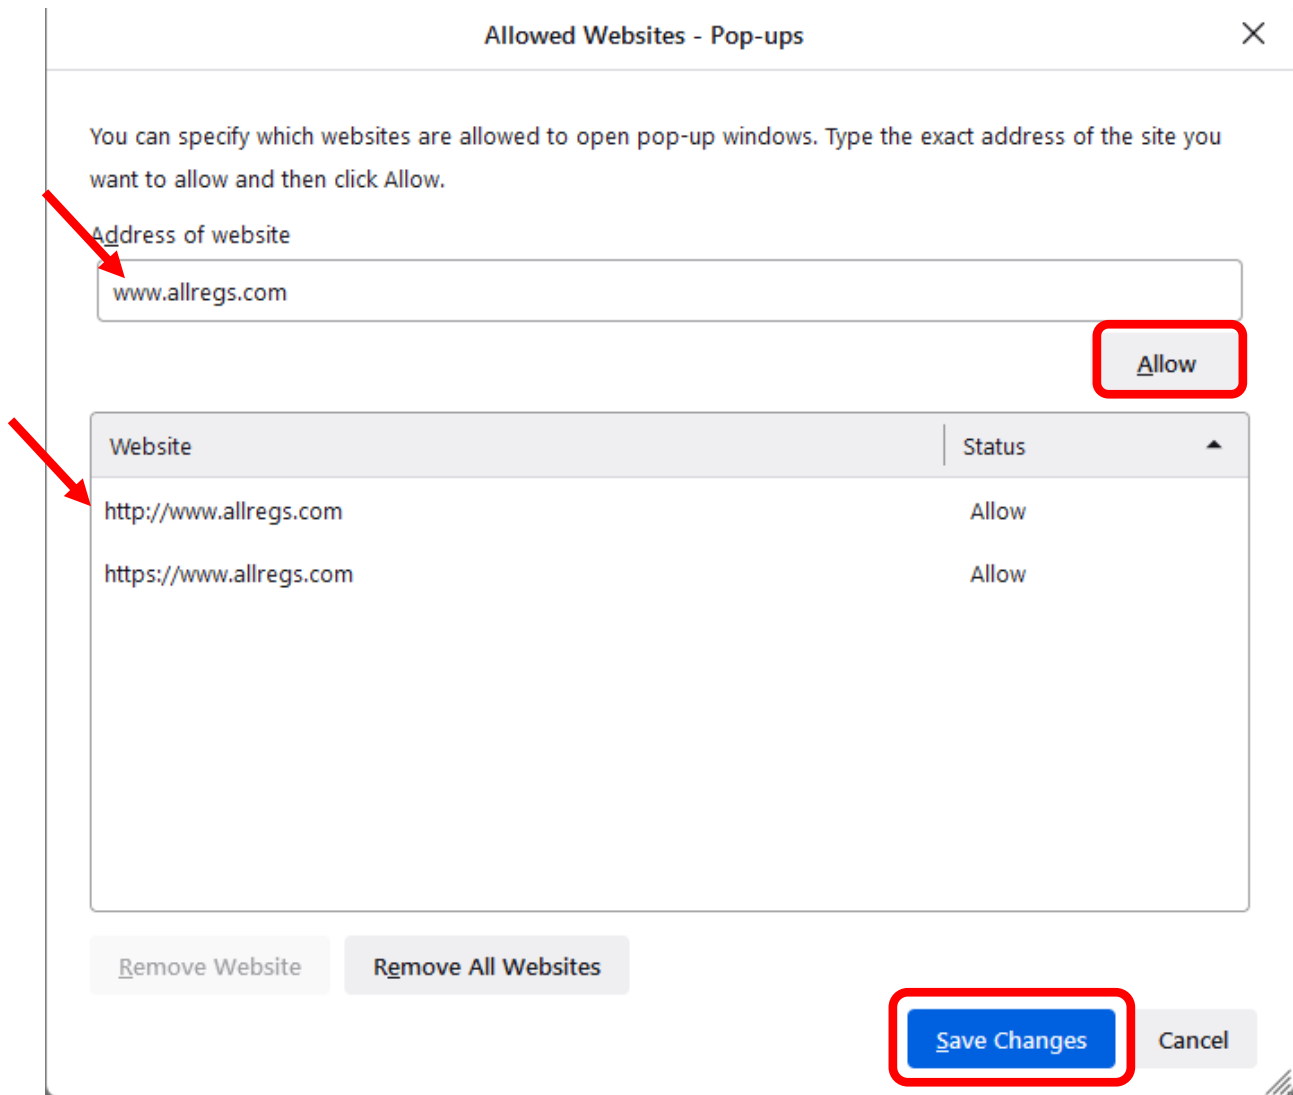 Allowed Websites - Pop-ups
You can specify which websites are allowed to open pop-up windows. Type the exact address of the site you
want to allow and then click Allow.
Address of website
www.allregs.com
Allow
Website Status
http://www.allregs.com Allow
https://www.allregs.com Allow
Remove Website Remove All Websites
Save Changes Cancel